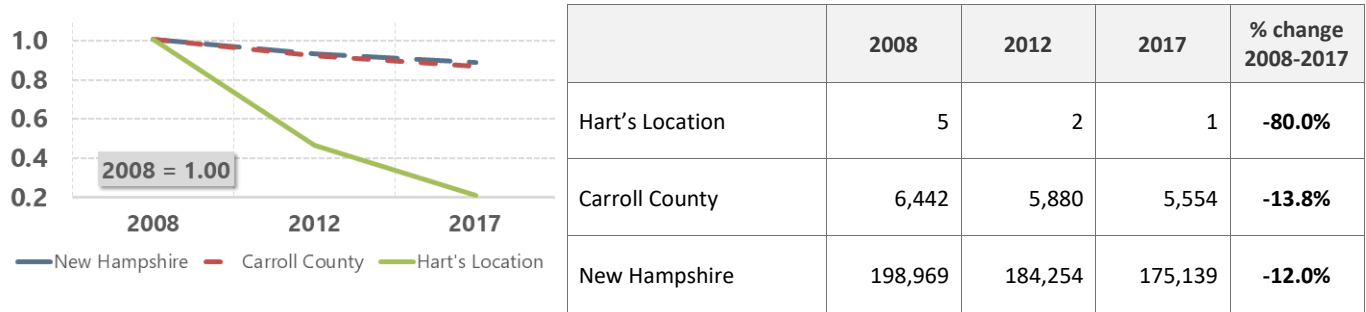 1.0
0.8
0.6
0.4
0.2
2008 = 1.00
2008 2012 2017
New Hampshire Carroll County Hart's Location
2008 2012 2017 % change
2008-2017
Hart’s Location 5 2 1 -80.0%
Carroll County 6,442 5,880 5,554 -13.8%
New Hampshire 198,969 184,254 175,139 -12.0%